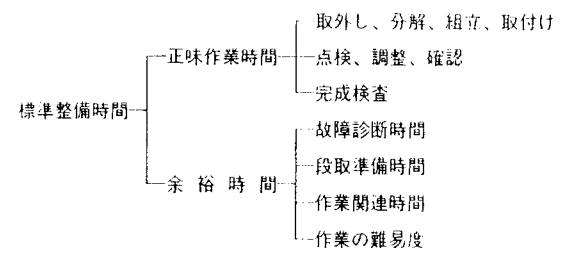 取外し、分解、組立、取付け
正味作業時間
点検、調整、確認
完成検査
標準整備時間
故障診断時間
段取準備時間
余裕時間
作業関連時間
作業の難易度